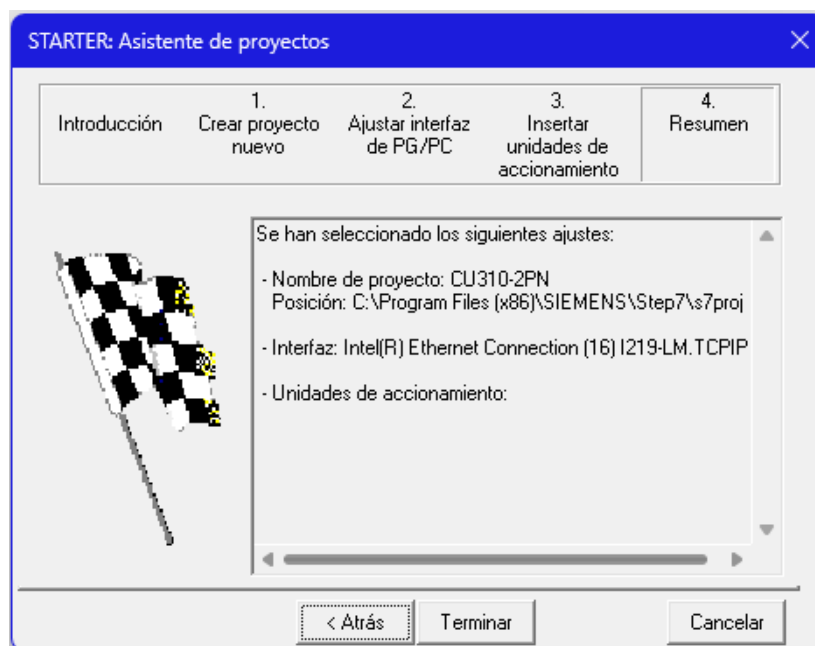 STARTER: Asistente de proyectos
Introducción
1.
Crear proyecto
nuevo
2.
Ajustar interfaz
de PG/PC
3.
Insertar
unidades de
accionamiento
4.
Resumen
Se han seleccionado los siguientes ajustes:
- Nombre de proyecto: CU310-2PN
Posición: C:\Program Files (x86)\SIEMENS\Step7\s7proj
- Interfaz: Intel(R) Ethernet Connection (16) I219-LM.TCPIP
- Unidades de accionamiento:
< Atrás
Terminar
Cancelar